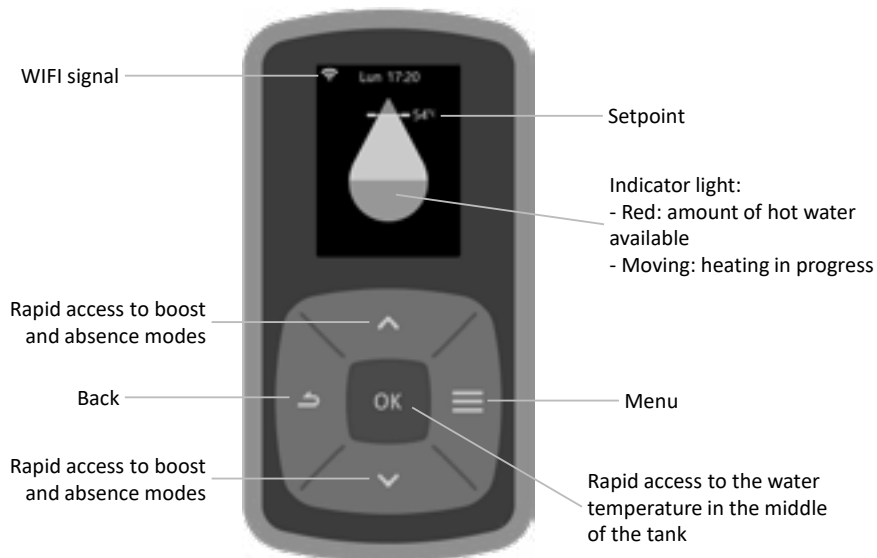 WIFI signal
Lun 17:20
54°c
Setpoint
Indicator light:
- Red: amount of hot water
available
- Moving: heating in progress
Rapid access to boost
and absence modes
Back
OK
Menu
Rapid access to boost
and absence modes
Rapid access to the water
temperature in the middle
of the tank